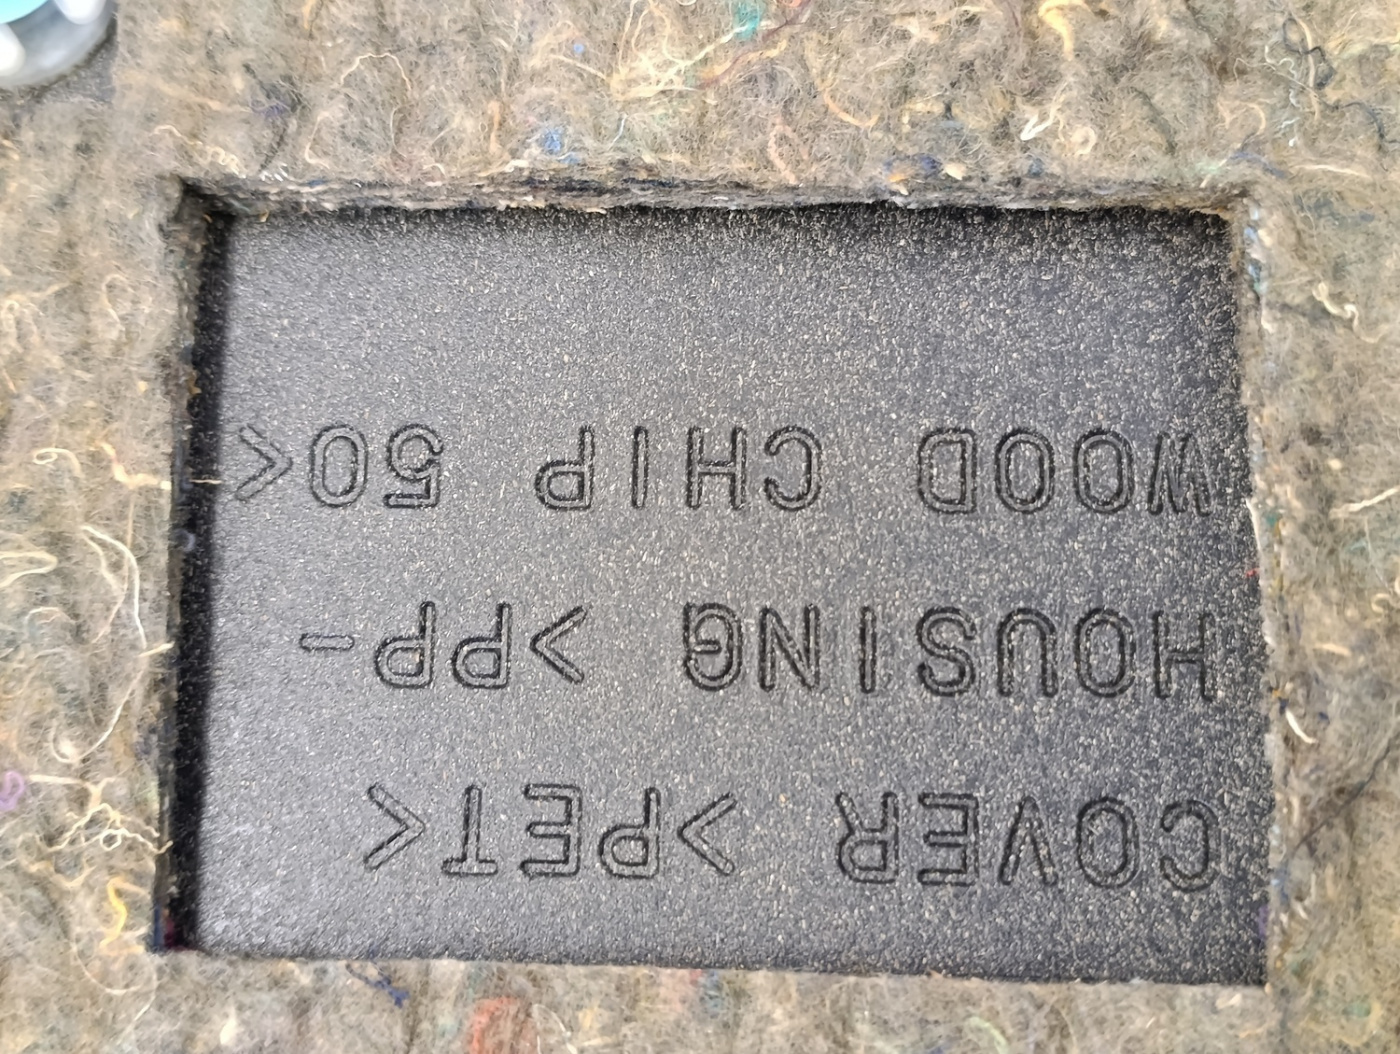 COVER >PET<
HOUSING >PP-
WOOD CHIP 50<